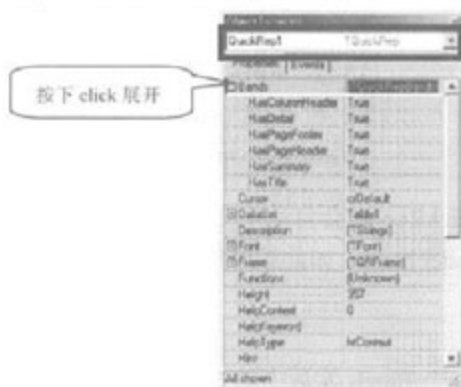 Object Inspector
QuickRep1 TQuickRep
Properties Events
按下 click 展开
Bands
HasColumnHeader True
HasDetail True
HasPageFooter True
HasPageHeader True
HasSummary True
HasTitle True
Cursor crDefault
DataSet Table1
Description (TStrings)
Font (TFont)
Frame (TQRFrame)
Functions (Unknown)
Height
HelpContext 0
HelpKeyword
HelpType htContext
Hint
All shown